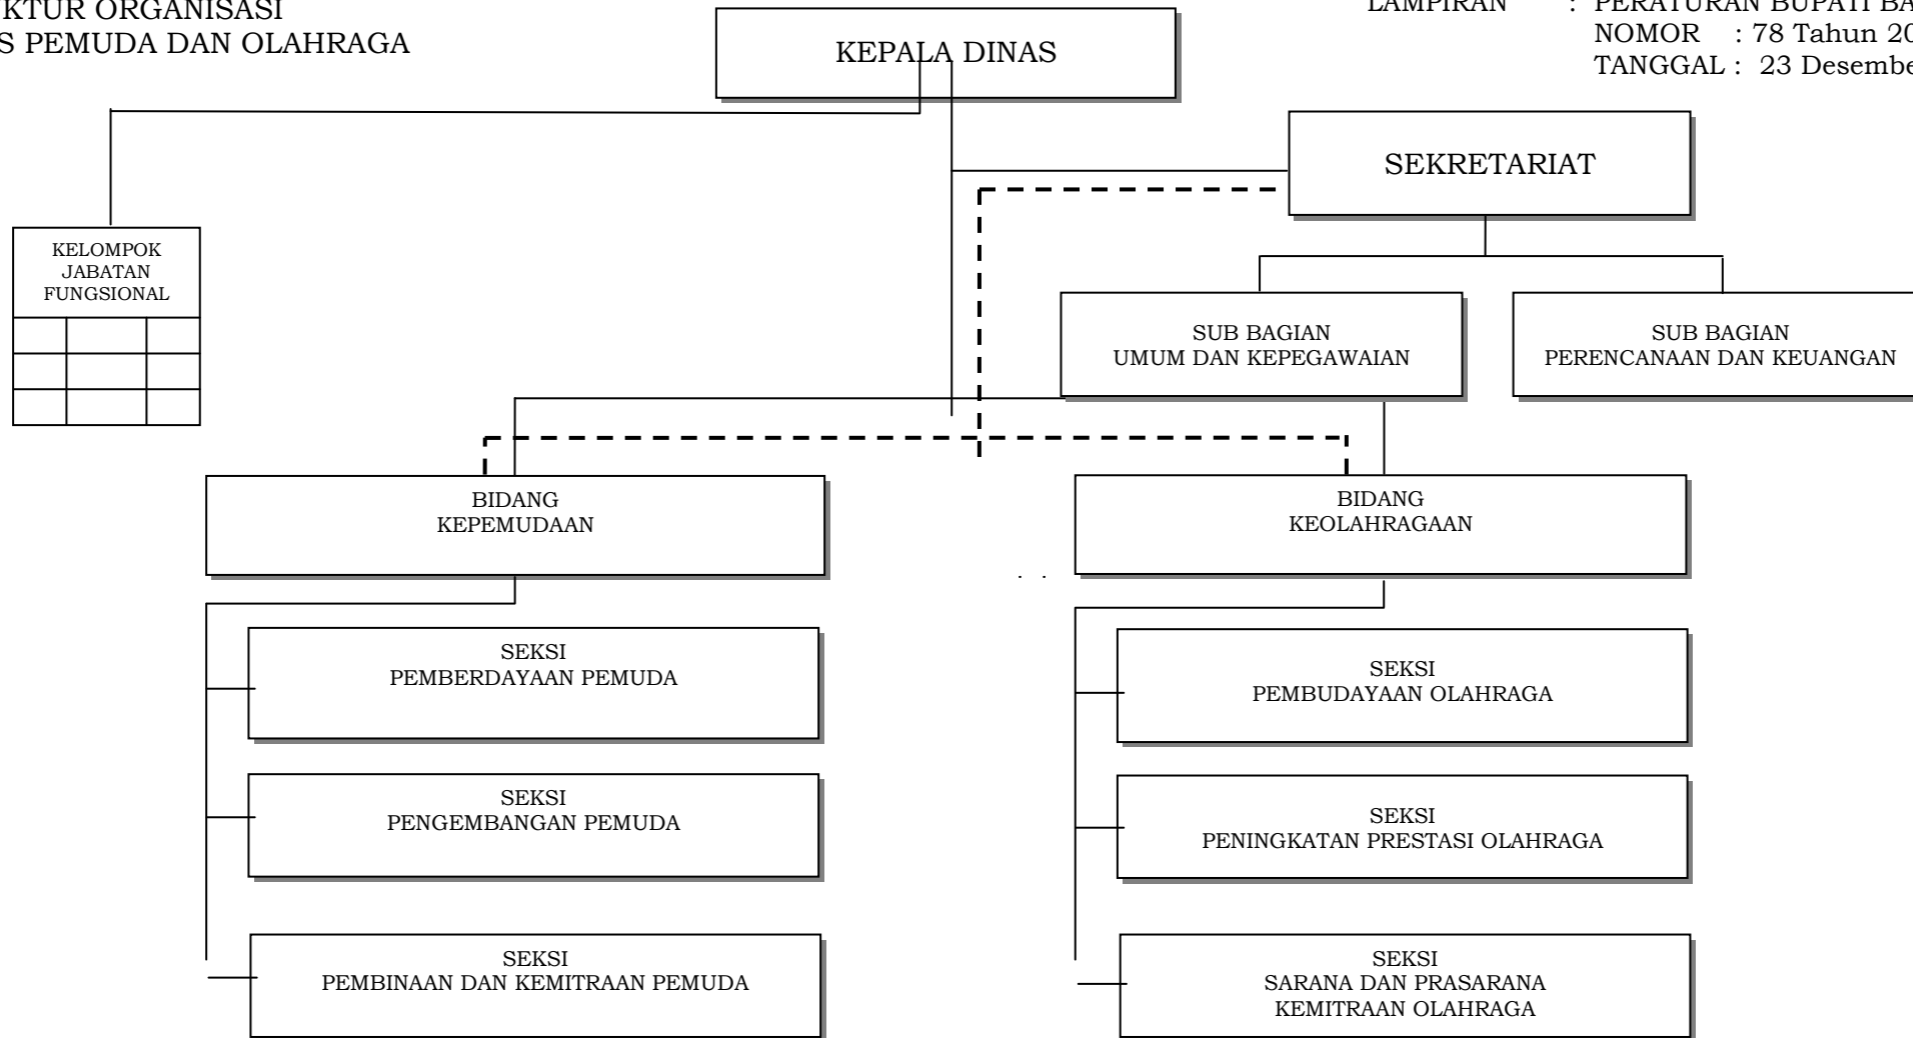 KTUR ORGANISASI
S PEMUDA DAN OLAHRAGA
KEPALA DINAS
LAMPIRAN : PERATURAN BUPATI BA
NOMOR : 78 Tahun 20
TANGGAL : 23 Desembe
SEKRETARIAT
KELOMPOK
JABATAN
FUNGSIONAL
SUB BAGIAN
UMUM DAN KEPEGAWAIAN
SUB BAGIAN
PERENCANAAN DAN KEUANGAN
BIDANG
KEPEMUDAAN
BIDANG
KEOLAHRAGAAN
SEKSI
PEMBERDAYAAN PEMUDA
SEKSI
PEMBUDAYAAN OLAHRAGA
SEKSI
PENGEMBANGAN PEMUDA
SEKSI
PENINGKATAN PRESTASI OLAHRAGA
SEKSI
PEMBINAAN DAN KEMITRAAN PEMUDA
SEKSI
SARANA DAN PRASARANA
KEMITRAAN OLAHRAGA